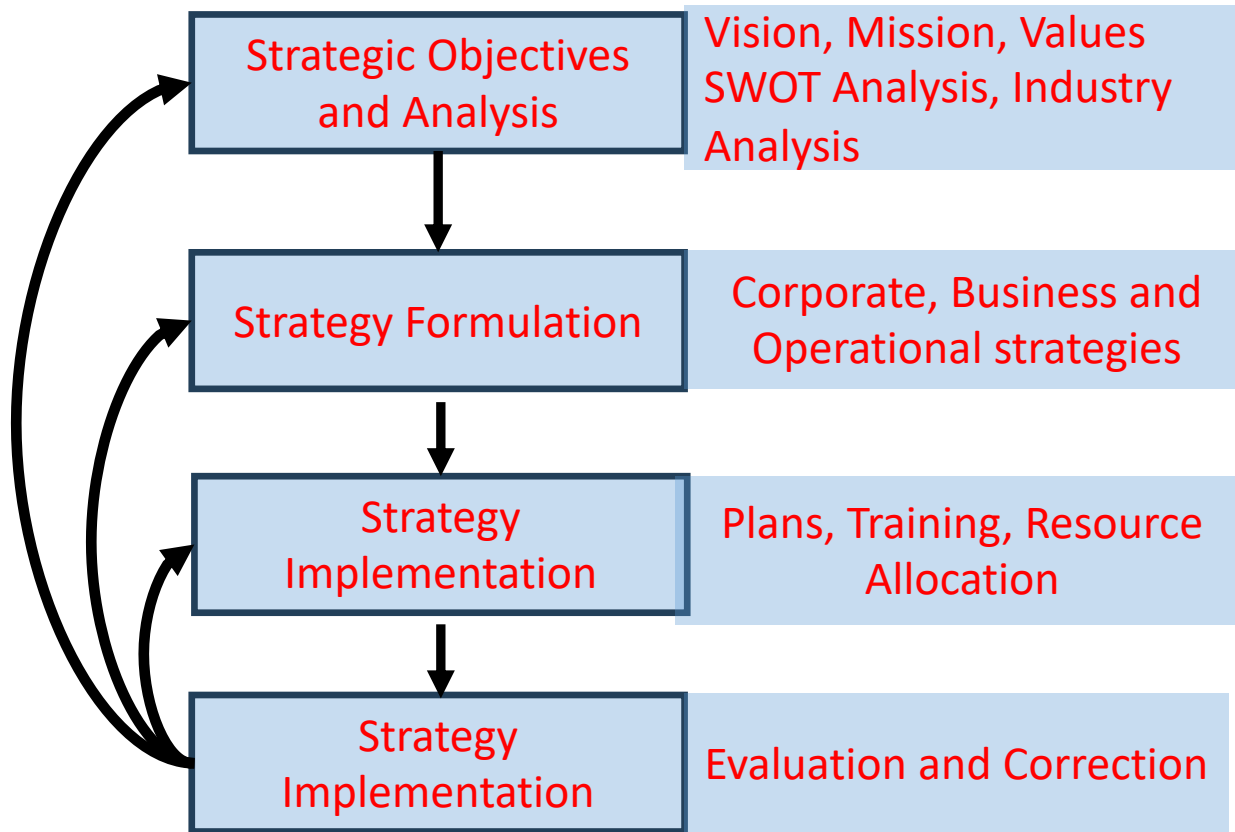 Strategic Objectives
and Analysis
Vision, Mission, Values
SWOT Analysis, Industry
Analysis
Strategy Formulation
Corporate, Business and
Operational strategies
Strategy
Implementation
Plans, Training, Resource
Allocation
Strategy
Implementation
Evaluation and Correction